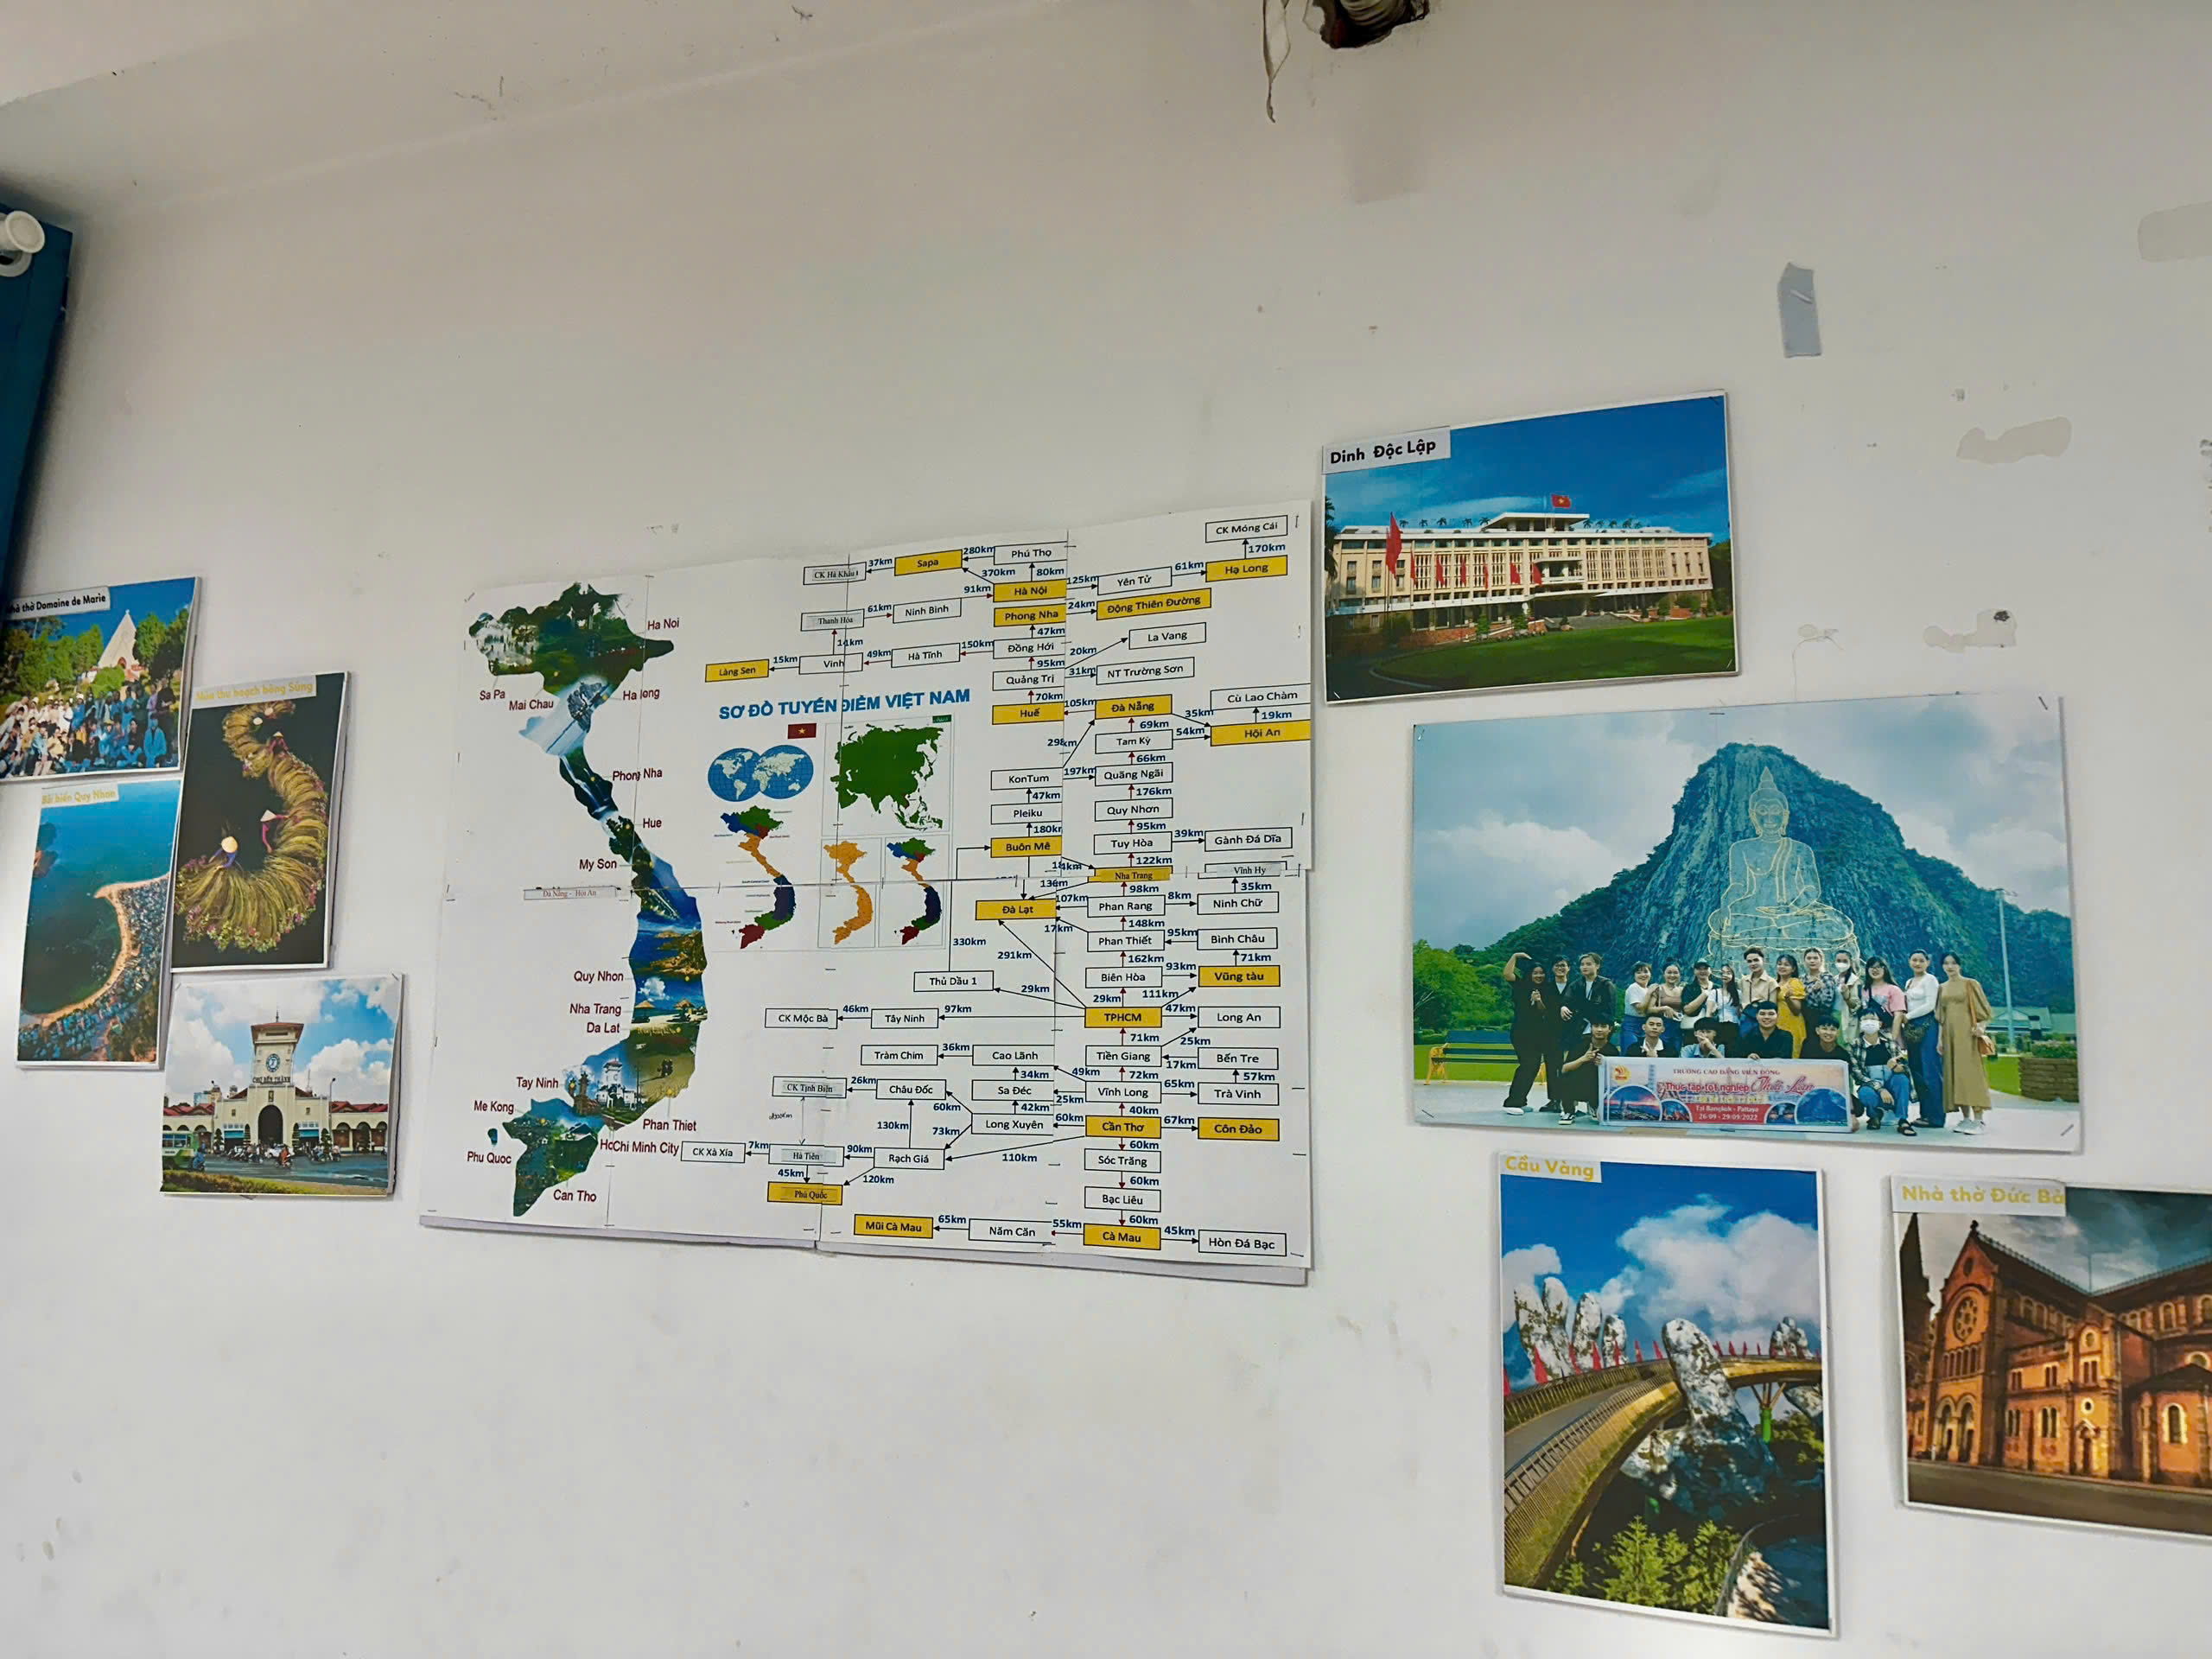 Nhà thờ Domaine de Marie
Mùa thu hoạch bông Súng
Bãi biển Quy Nhơn
CHỢ BẾN THÀNH
Ha Noi
Sa Pa
Mai Chau
Ha long
Phong Nha
Hue
My Son
Đà Nẵng - Hội An
Quy Nhon
Nha Trang
Da Lat
Tay Ninh
Me Kong
Phan Thiet
HoChi Minh City
Phu Quoc
Can Tho
SƠ ĐỒ TUYẾN ĐIỂM VIỆT NAM
CK Móng Cái
170km
CK Hà Khẩu
37km
Sapa
280km
Phú Thọ
370km
80km
Hà Nội
125km
Yên Tử
61km
Hạ Long
91km
Thanh Hóa
61km
Ninh Bình
Phong Nha
24km
Động Thiên Đường
47km
14km
Làng Sen
15km
Vinh
49km
Hà Tĩnh
150km
Đồng Hới
20km
La Vang
95km
Quảng Trị
31km
NT Trường Sơn
70km
Huế
105km
Đà Nẵng
35km
Cù Lao Chàm
19km
69km
Tam Kỳ
54km
Hội An
298km
66km
KonTum
197km
Quãng Ngãi
47km
176km
Pleiku
Quy Nhơn
180km
95km
Buôn Mê
Tuy Hòa
39km
Gành Đá Dĩa
122km
Nha Trang
Vĩnh Hy
98km
35km
Đà Lạt
107km
Phan Rang
8km
Ninh Chữ
148km
330km
17km
Phan Thiết
95km
Bình Châu
291km
162km
71km
Thủ Dầu 1
Biên Hòa
93km
Vũng tàu
29km
29km
111km
CK Mộc Bà
46km
Tây Ninh
97km
TPHCM
47km
Long An
71km
25km
Tràm Chim
36km
Cao Lãnh
Tiền Giang
17km
Bến Tre
34km
49km
72km
57km
CK Tịnh Biên
26km
Châu Đốc
Sa Đéc
25km
Vĩnh Long
65km
Trà Vinh
60km
42km
40km
130km
73km
Long Xuyên
60km
Cần Thơ
67km
Côn Đảo
CK Xà Xía
7km
Hà Tiên
90km
Rạch Giá
110km
60km
Sóc Trăng
45km
120km
60km
Phú Quốc
Bạc Liêu
60km
Mũi Cà Mau
65km
Năm Căn
55km
Cà Mau
45km
Hòn Đá Bạc
Dinh Độc Lập
TRƯỜNG CAO ĐẲNG VIỄN ĐÔNG
Thực tập tốt nghiệp Thái Lan
Tại Bangkok - Pattaya
26-09 - 29-09/2022
Cầu Vàng
Nhà thờ Đức Bà